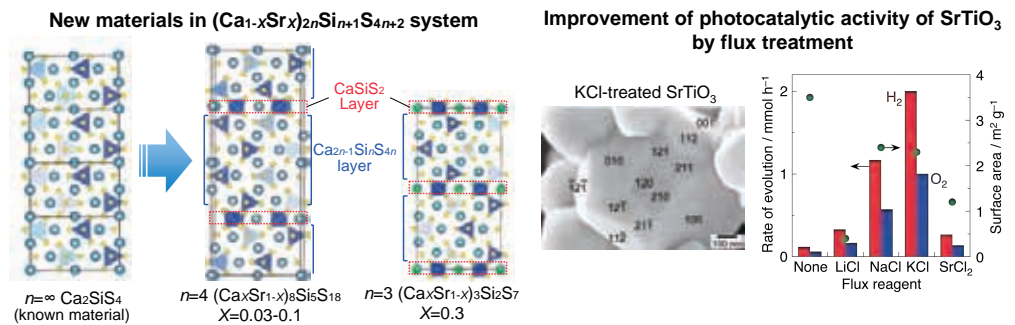 New materials in (Ca1-xSrx)2nSin+1S4n+2 system
CaSiS2
Layer
Ca2n-1SinS4n
layer
n=∞ Ca2SiS4
(known material)
n=4 (CaxSr1-x)8Si5S18
X=0.03-0.1
n=3 (CaxSr1-x)3Si2S7
X=0.3
Improvement of photocatalytic activity of SrTiO3
by flux treatment
KCl-treated SrTiO3
001
112
010
121
211
120
210
121
100
211
112
100 nm
Rate of evolution / mmol h-1
2
1
0
H2
O2
4
3
2
1
0
Surface area / m2 g-1
None LiCl NaCl KCl SrCl2
Flux reagent